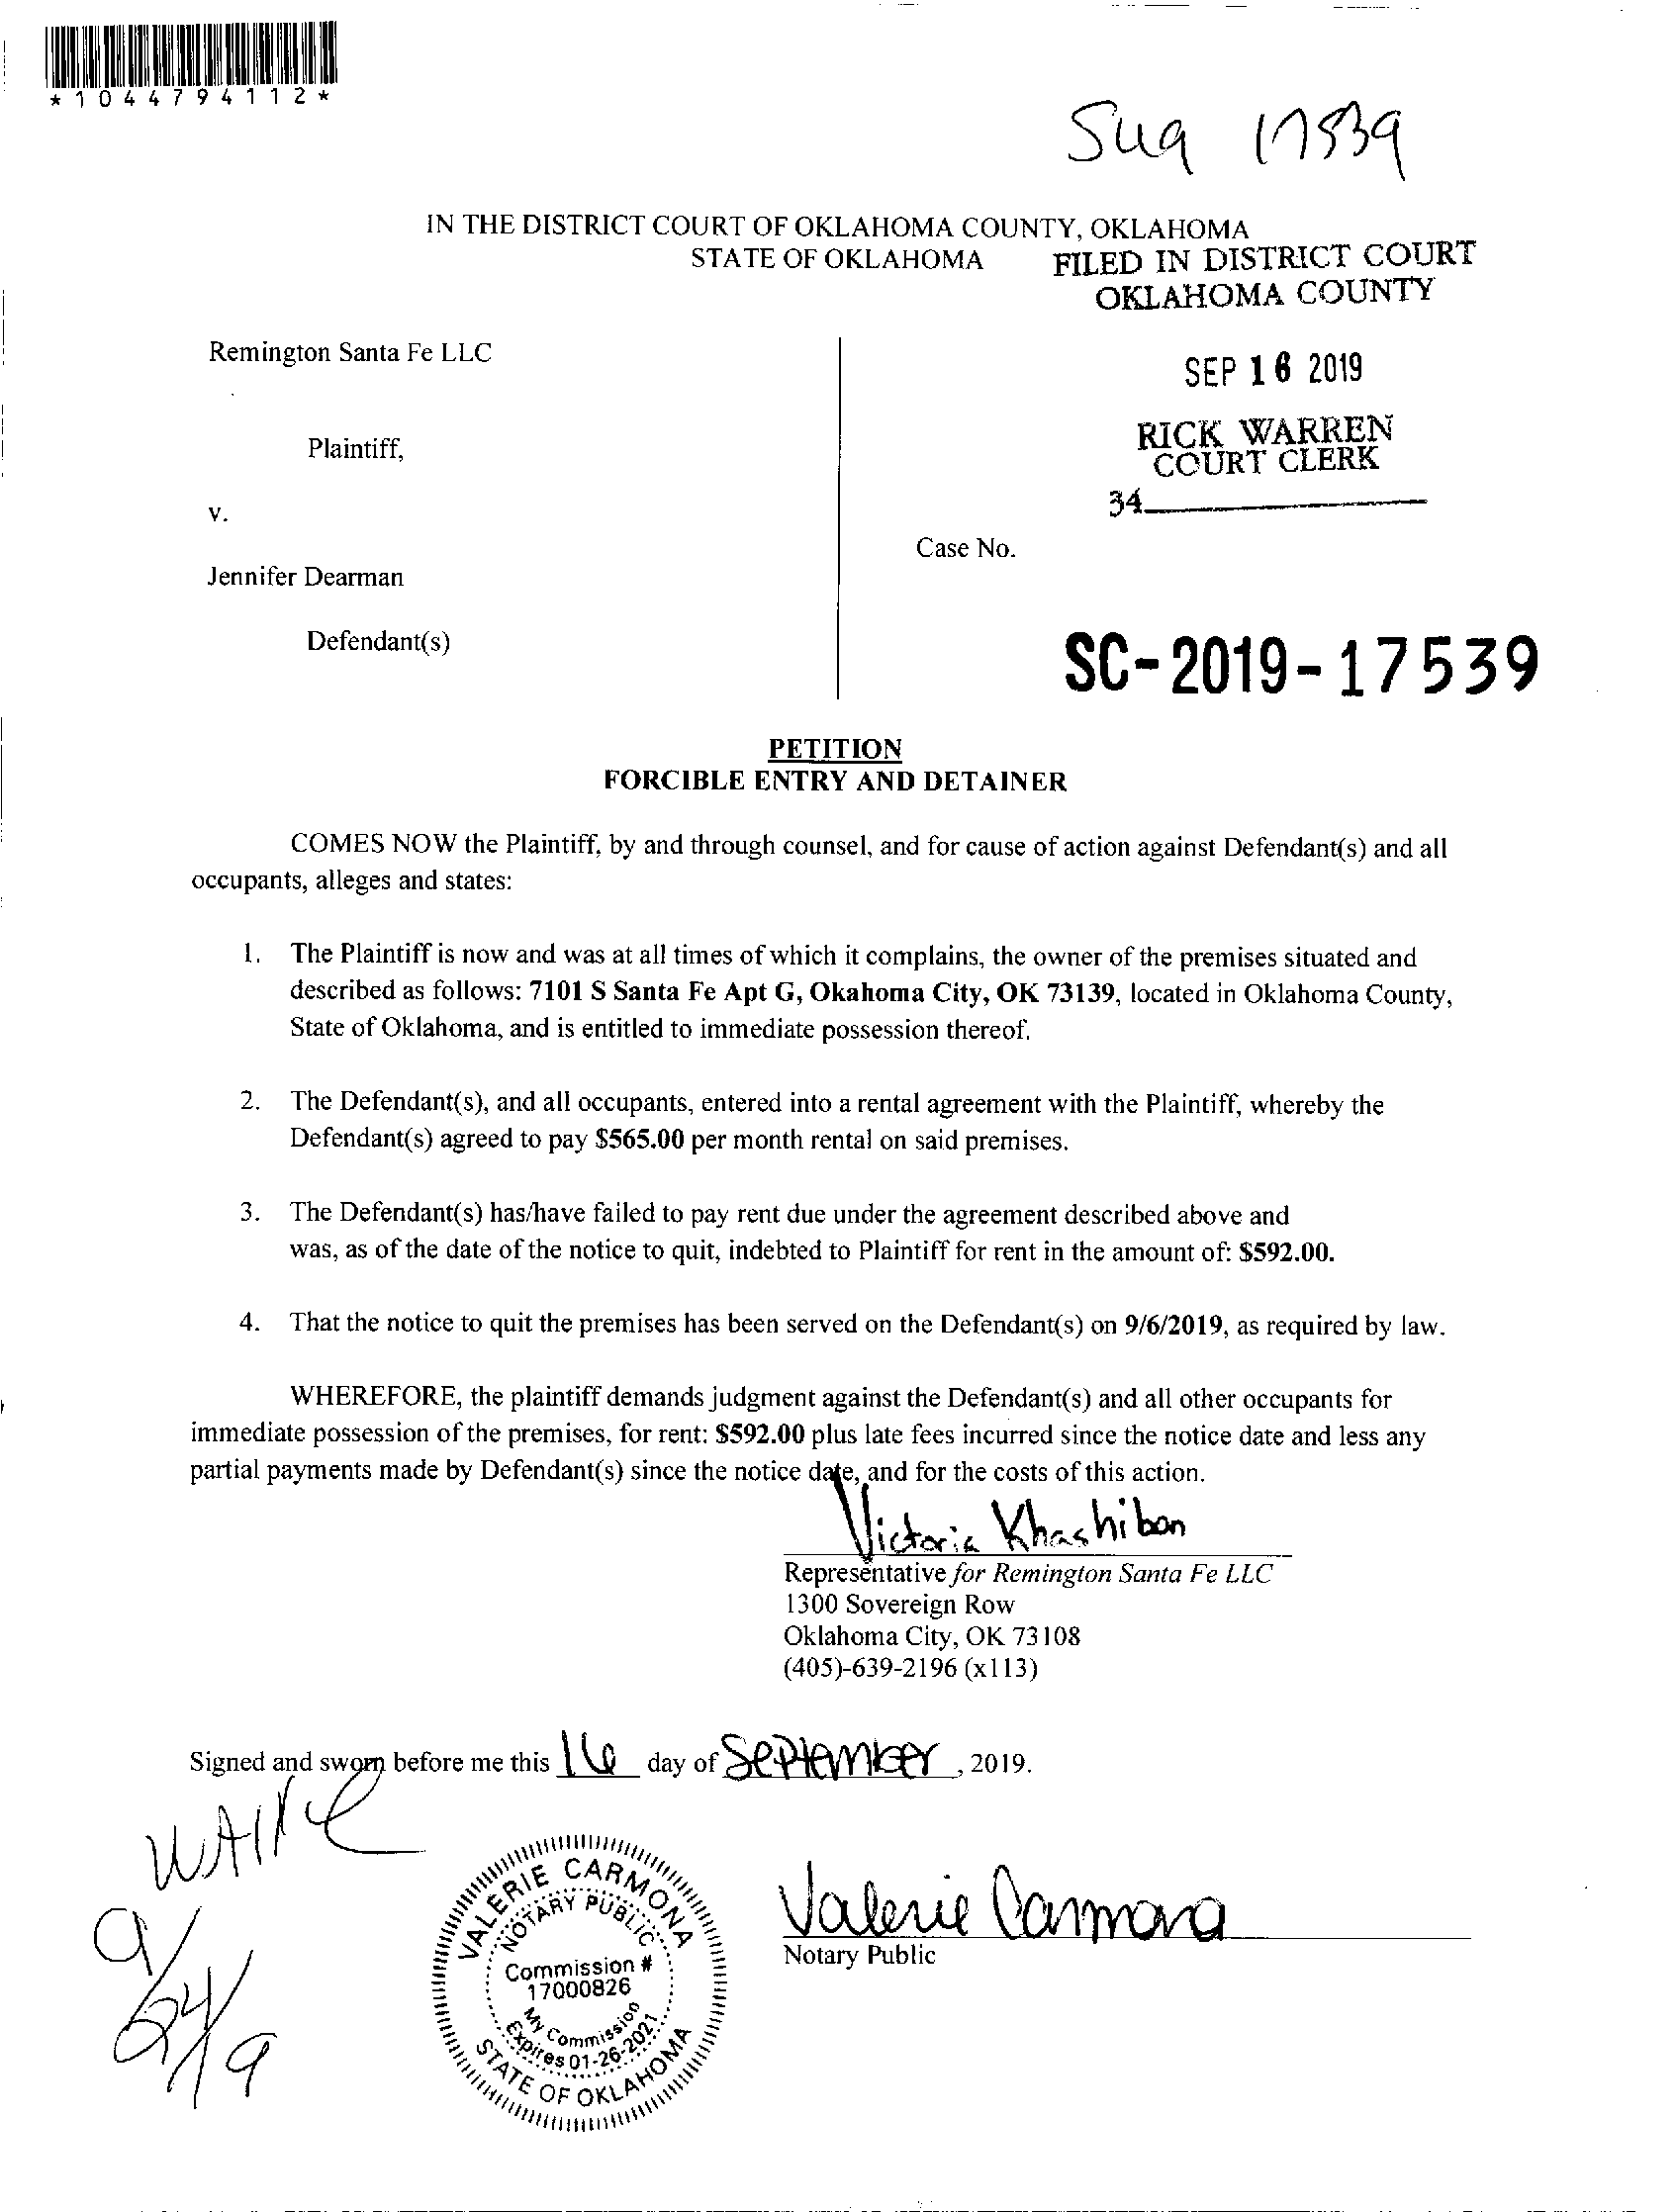 *1044794112*
17539
IN THE DISTRICT COURT OF OKLAHOMA COUNTY, OKLAHOMA
STATE OF OKLAHOMA
FILED IN DISTRICT COURT
OKLAHOMA COUNTY
Remington Santa Fe LLC
SEP 16 2019
RICK WARREN
COURT CLERK
Plaintiff,
34
v.
Case No.
Jennifer Dearman
Defendant(s)
SC-2019-17539
PETITION
FORCIBLE ENTRY AND DETAINER
COMES NOW the Plaintiff, by and through counsel, and for cause of action against Defendant(s) and all
occupants, alleges and states:
1. The Plaintiff is now and was at all times of which it complains, the owner of the premises situated and
described as follows: 7101 S Santa Fe Apt G, Okahoma City, OK 73139, located in Oklahoma County,
State of Oklahoma, and is entitled to immediate possession thereof.
2. The Defendant(s), and all occupants, entered into a rental agreement with the Plaintiff, whereby the
Defendant(s) agreed to pay $565.00 per month rental on said premises.
3. The Defendant(s) has/have failed to pay rent due under the agreement described above and
was, as of the date of the notice to quit, indebted to Plaintiff for rent in the amount of: $592.00.
4. That the notice to quit the premises has been served on the Defendant(s) on 9/6/2019, as required by law.
WHEREFORE, the plaintiff demands judgment against the Defendant(s) and all other occupants for
immediate possession of the premises, for rent: $592.00 plus late fees incurred since the notice date and less any
partial payments made by Defendant(s) since the notice date, and for the costs of this action.
Victoria Khashibon
Representative for Remington Santa Fe LLC
1300 Sovereign Row
Oklahoma City, OK 73108
(405)-639-2196 (x113)
Signed and sworn before me this 16 day of September, 2019.
9/24/19
VALERIE CARMONA
NOTARY PUBLIC
Commission #
17000826
My Commission
Expires 01-26-2021
STATE OF OKLAHOMA
Valerie Carmona
Notary Public